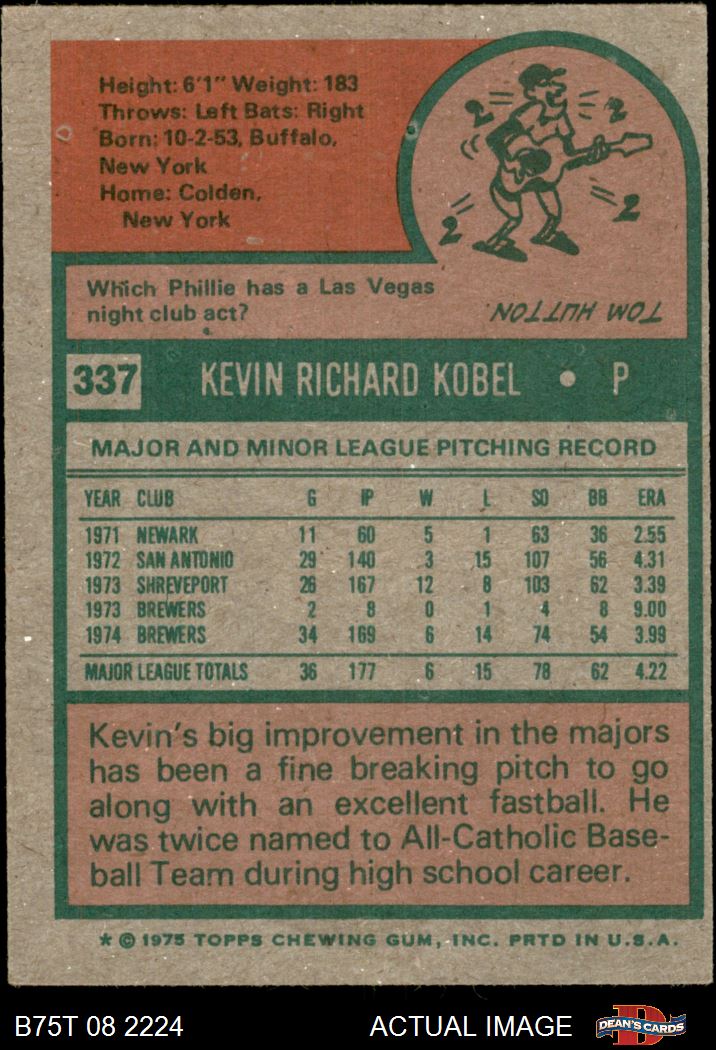 Height: 6'1" Weight: 183
Throws: Left Bats: Right
Born: 10-2-53, Buffalo,
New York
Home: Colden,
New York
2 2
2 2
Which Phillie has a Las Vegas
night club act?
TOM HUTTON
337 KEVIN RICHARD KOBEL • P
MAJOR AND MINOR LEAGUE PITCHING RECORD
YEAR CLUB G IP W L SO BB ERA
1971 NEWARK 11 60 5 1 63 36 2.55
1972 SAN ANTONIO 29 140 3 15 107 56 4.31
1973 SHREVEPORT 26 167 12 8 103 62 3.39
1973 BREWERS 2 8 0 1 4 8 9.00
1974 BREWERS 34 169 6 14 74 54 3.99
MAJOR LEAGUE TOTALS 36 177 6 15 78 62 4.22
Kevin's big improvement in the majors
has been a fine breaking pitch to go
along with an excellent fastball. He
was twice named to All-Catholic Base-
ball Team during high school career.
* © 1975 TOPPS CHEWING GUM, INC. PRTD IN U.S.A.
B75T 08 2224 ACTUAL IMAGE D DEAN'S CARDS